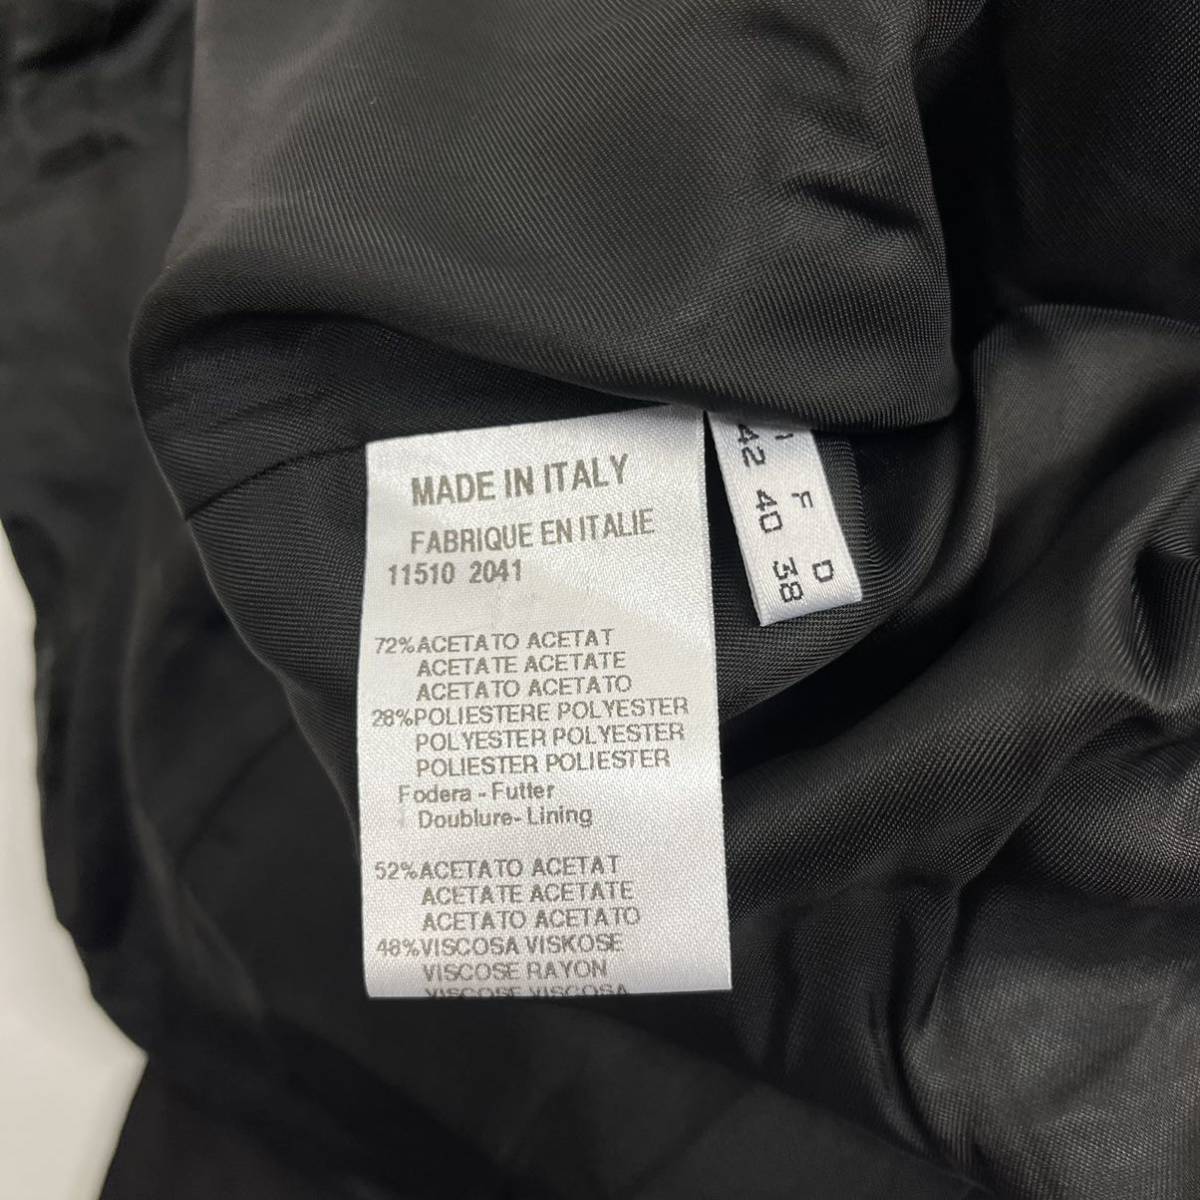 MADE IN ITALY
FABRIQUE EN ITALIE
11510 2041
72%ACETATO ACETAT
ACETATE ACETATE
ACETATO ACETATO
28%POLIESTERE POLYESTER
POLYESTER POLYESTER
POLIESTER POLIESTER
Fodera - Futter
Doublure- Lining
52%ACETATO ACETAT
ACETATE ACETATE
ACETATO ACETATO
48%VISCOSA VISKOSE
VISCOSE RAYON
VISCOSE VISCOSA
F D
42 40 38